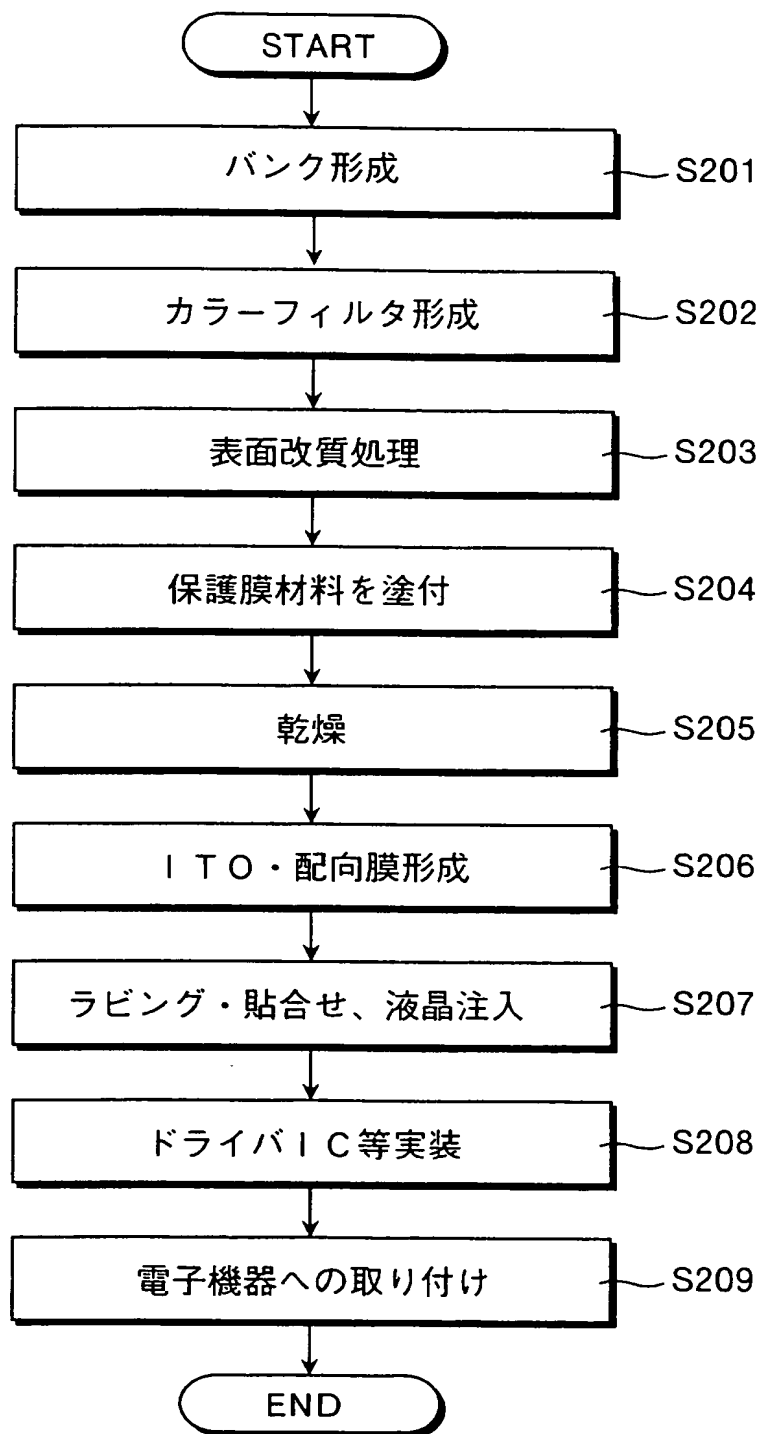 START
バンク形成
S201
カラーフィルタ形成
S202
表面改質処理
S203
保護膜材料を塗付
S204
乾燥
S205
ITO・配向膜形成
S206
ラビング・貼合せ、液晶注入
S207
ドライバIC等実装
S208
電子機器への取り付け
S209
END